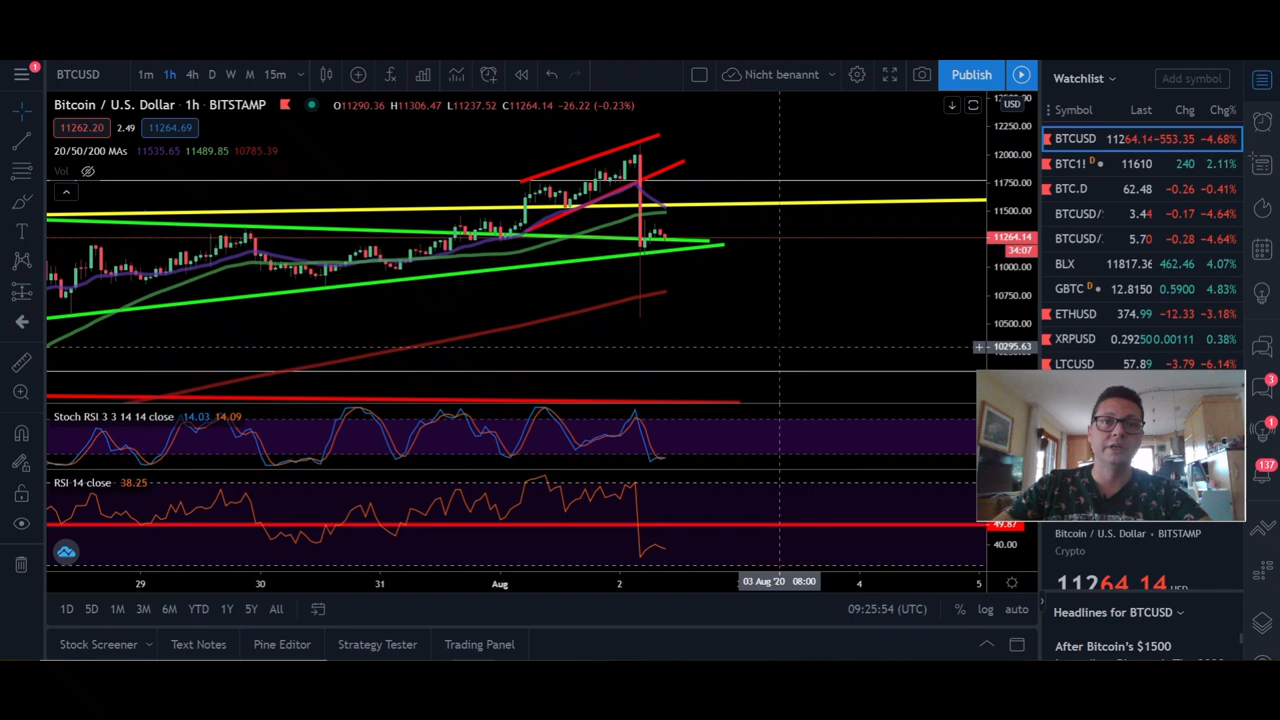 1
BTCUSD 1m 1h 4h D W M 15m Nicht benannt Publish Watchlist Add symbol
Bitcoin / U.S. Dollar · 1h · BITSTAMP O11290.36 H11306.47 L11237.52 C11264.14 −26.22 (−0.23%) USD
11262.20 2.49 11264.69
20/50/200 MAs 11535.65 11489.85 10785.39
Vol
12250.00
12000.00
11750.00
11500.00
11264.14
34:07
11000.00
10750.00
10500.00
10295.63
Symbol Last Chg Chg%
BTCUSD 11264.14 −553.35 −4.68%
BTC1! D 11610 240 2.11%
BTC.D 62.48 −0.26 −0.41%
BTCUSD/ 3.44 −0.17 −4.64%
BTCUSD/ 5.70 −0.28 −4.64%
BLX 11817.36 462.46 4.07%
GBTC D 12.8150 0.5900 4.83%
ETHUSD 374.99 −12.33 −3.18%
XRPUSD 0.29250 0.00111 0.38%
LTCUSD 57.89 −3.79 −6.14%
3
1
137
Stoch RSI 3 3 14 14 close 14.03 14.09
RSI 14 close 38.25
49.87
40.00
29 30 31 Aug 2 03 Aug '20 08:00 4 5
Bitcoin / U.S. Dollar · BITSTAMP
Crypto
11264.14 USD
1D 5D 1M 3M 6M YTD 1Y 5Y All 09:25:54 (UTC) % log auto
Headlines for BTCUSD
Stock Screener Text Notes Pine Editor Strategy Tester Trading Panel
After Bitcoin's $1500